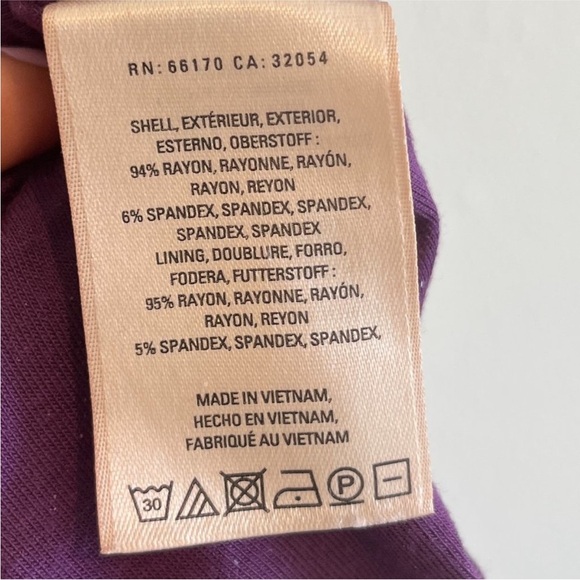 RN: 66170 CA: 32054
SHELL, EXTÉRIEUR, EXTERIOR,
ESTERNO, OBERSTOFF :
94% RAYON, RAYONNE, RAYÓN,
RAYON, REYON
6% SPANDEX, SPANDEX, SPANDEX,
SPANDEX, SPANDEX
LINING, DOUBLURE, FORRO,
FODERA, FUTTERSTOFF :
95% RAYON, RAYONNE, RAYÓN,
RAYON, REYON
5% SPANDEX, SPANDEX, SPANDEX,
MADE IN VIETNAM,
HECHO EN VIETNAM,
FABRIQUÉ AU VIETNAM
30 P